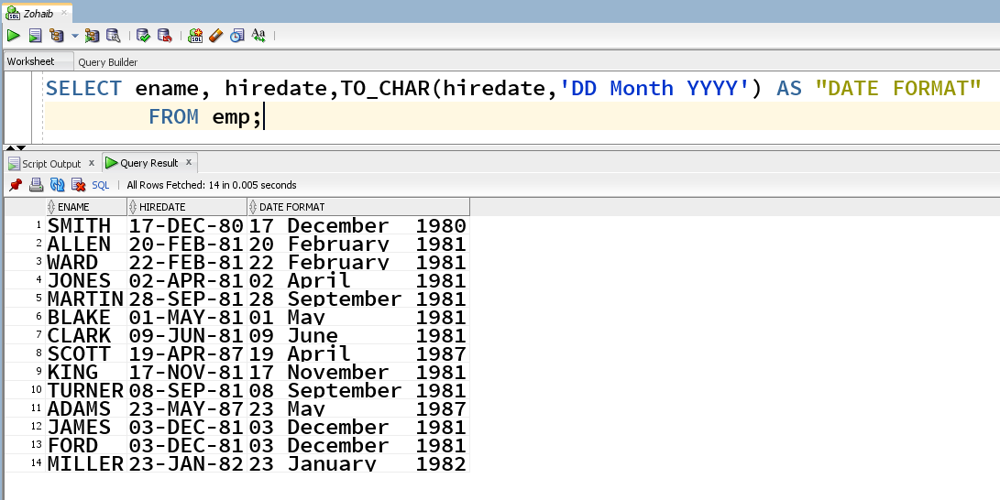 Zohaib
Worksheet Query Builder
SELECT ename, hiredate,TO_CHAR(hiredate,'DD Month YYYY') AS "DATE FORMAT"
FROM emp;
Script Output x Query Result x
SQL | All Rows Fetched: 14 in 0.005 seconds
ENAME HIREDATE DATE FORMAT
1 SMITH 17-DEC-80 17 December 1980
2 ALLEN 20-FEB-81 20 February 1981
3 WARD 22-FEB-81 22 February 1981
4 JONES 02-APR-81 02 April 1981
5 MARTIN 28-SEP-81 28 September 1981
6 BLAKE 01-MAY-81 01 May 1981
7 CLARK 09-JUN-81 09 June 1981
8 SCOTT 19-APR-87 19 April 1987
9 KING 17-NOV-81 17 November 1981
10 TURNER 08-SEP-81 08 September 1981
11 ADAMS 23-MAY-87 23 May 1987
12 JAMES 03-DEC-81 03 December 1981
13 FORD 03-DEC-81 03 December 1981
14 MILLER 23-JAN-82 23 January 1982